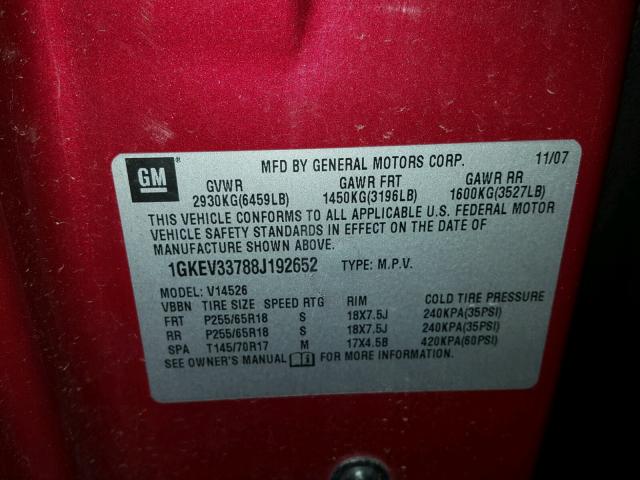 GM ® MFD BY GENERAL MOTORS CORP. 11/07
GVWR GAWR FRT GAWR RR
2930KG(6459LB) 1450KG(3196LB) 1600KG(3527LB)
THIS VEHICLE CONFORMS TO ALL APPLICABLE U.S. FEDERAL MOTOR
VEHICLE SAFETY STANDARDS IN EFFECT ON THE DATE OF
MANUFACTURE SHOWN ABOVE.
1GKEV33788J192652 TYPE: M.P.V.
MODEL: V14526
VBBN TIRE SIZE SPEED RTG RIM COLD TIRE PRESSURE
FRT P255/65R18 S 18X7.5J 240KPA(35PSI)
RR P255/65R18 S 18X7.5J 240KPA(35PSI)
SPA T145/70R17 M 17X4.5B 420KPA(60PSI)
SEE OWNER'S MANUAL FOR MORE INFORMATION.